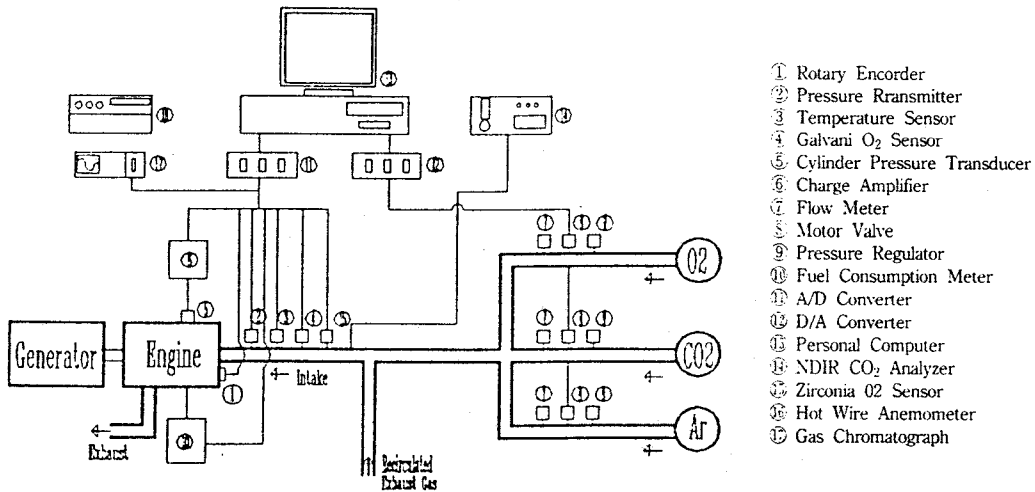 ① Rotary Encorder
② Pressure Rransmitter
③ Temperature Sensor
④ Galvani O₂ Sensor
⑤ Cylinder Pressure Transducer
⑥ Charge Amplifier
⑦ Flow Meter
⑧ Motor Valve
⑨ Pressure Regulator
⑩ Fuel Consumption Meter
⑪ A/D Converter
⑫ D/A Converter
⑬ Personal Computer
⑭ NDIR CO₂ Analyzer
⑮ Zirconia 02 Sensor
⑯ Hot Wire Anemometer
⑰ Gas Chromatograph
O2
Generator
Engine
CO2
Intake
Ar
Exhaust
Recirculated
Exhaust Gas